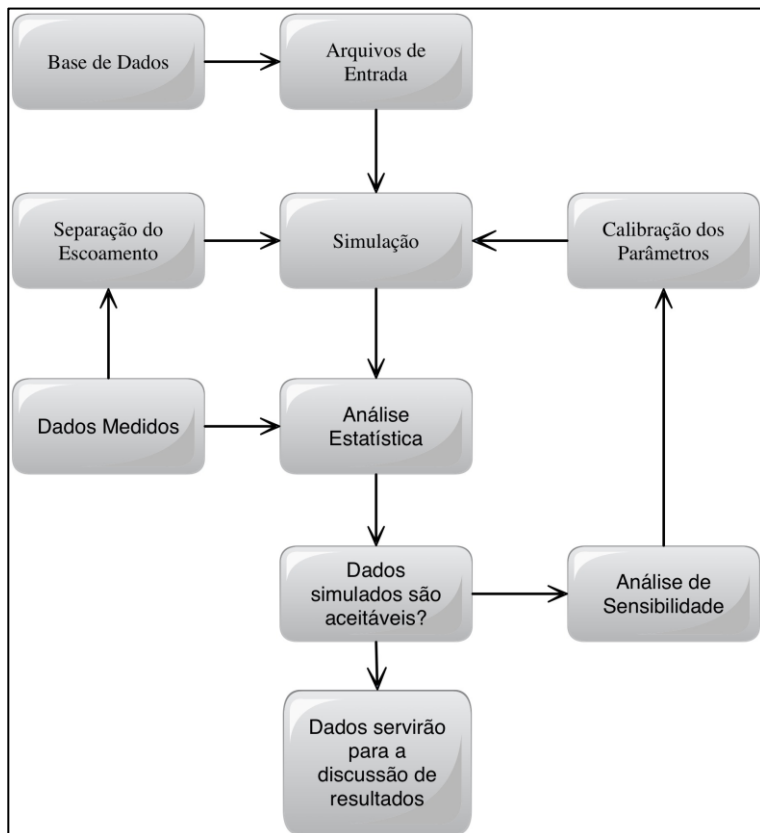 Base de Dados
Arquivos de
Entrada
Separação do
Escoamento
Simulação
Calibração dos
Parâmetros
Dados Medidos
Análise
Estatística
Dados
simulados são
aceitáveis?
Análise de
Sensibilidade
Dados servirão
para a
discussão de
resultados